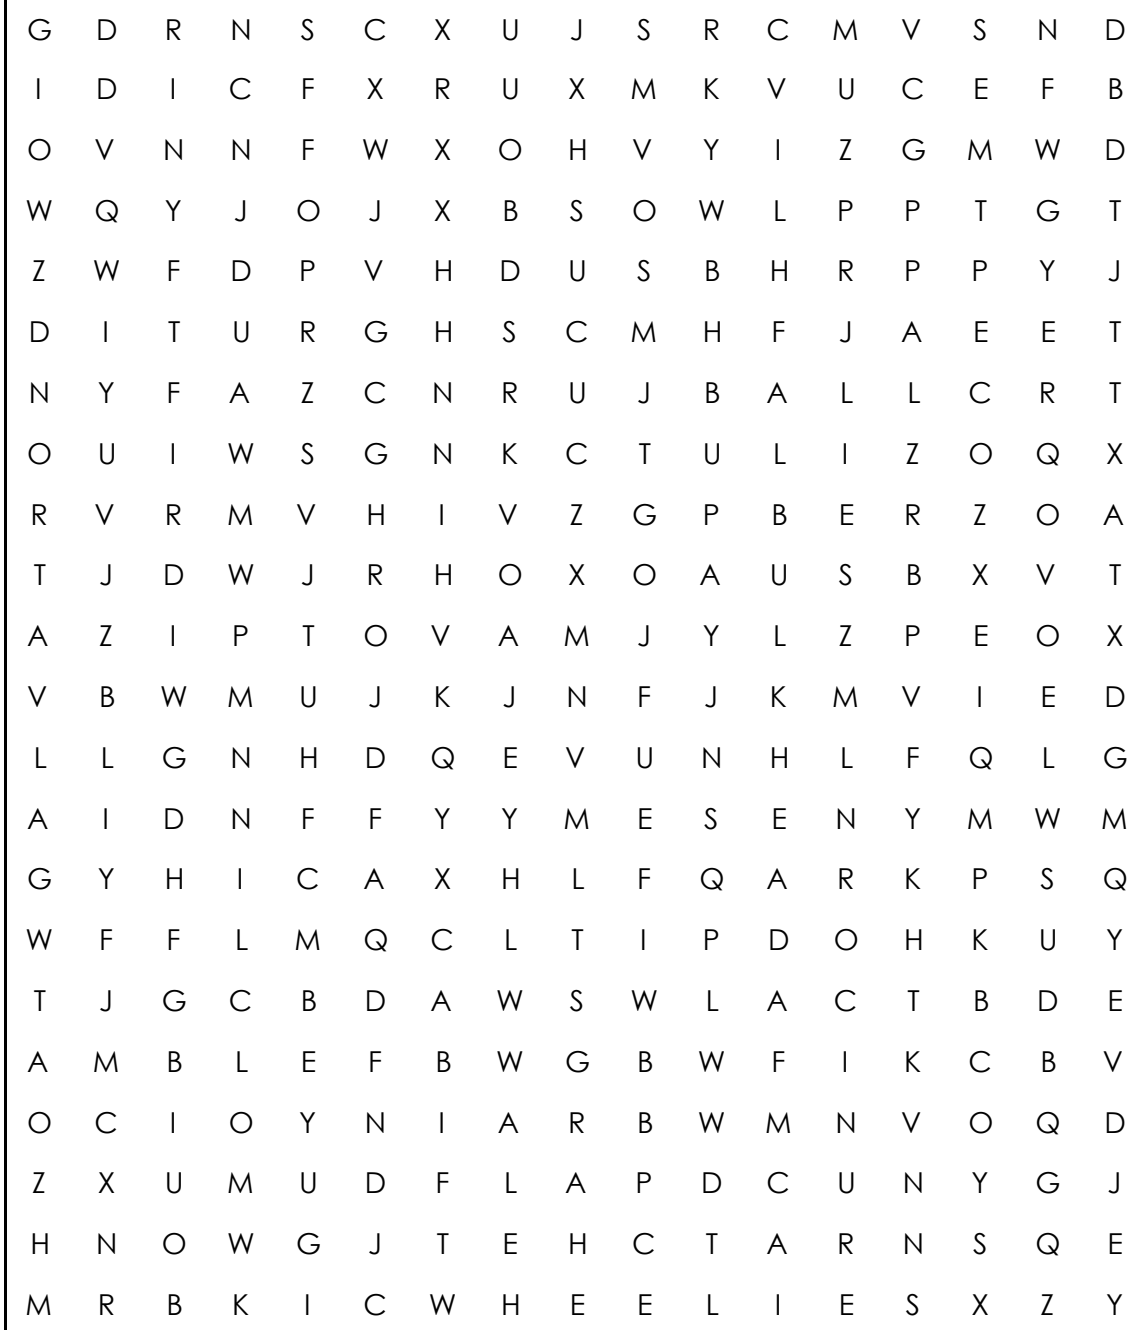 G D R N S C X U J S R C M V S N D
I D I C F X R U X M K V U C E F B
O V N N F W X O H V Y I Z G M W D
W Q Y J O J X B S O W L P P T G T
Z W F D P V H D U S B H R P P Y J
D I T U R G H S C M H F J A E E T
N Y F A Z C N R U J B A L L C R T
O U I W S G N K C T U L I Z O Q X
R V R M V H I V Z G P B E R Z O A
T J D W J R H O X O A U S B X V T
A Z I P T O V A M J Y L Z P E O X
V B W M U J K J N F J K M V I E D
L L G N H D Q E V U N H L F Q L G
A I D N F F Y Y M E S E N Y M W M
G Y H I C A X H L F Q A R K P S Q
W F F L M Q C L T I P D O H K U Y
T J G C B D A W S W L A C T B D E
A M B L E F B W G B W F I K C B V
O C I O Y N I A R B W M N V O Q D
Z X U M U D F L A P D C U N Y G J
H N O W G J T E H C T A R N S Q E
M R B K I C W H E E L I E S X Z Y